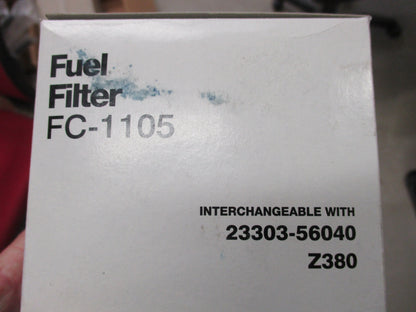 Fuel
Filter
FC-1105
INTERCHANGEABLE WITH
23303-56040
Z380